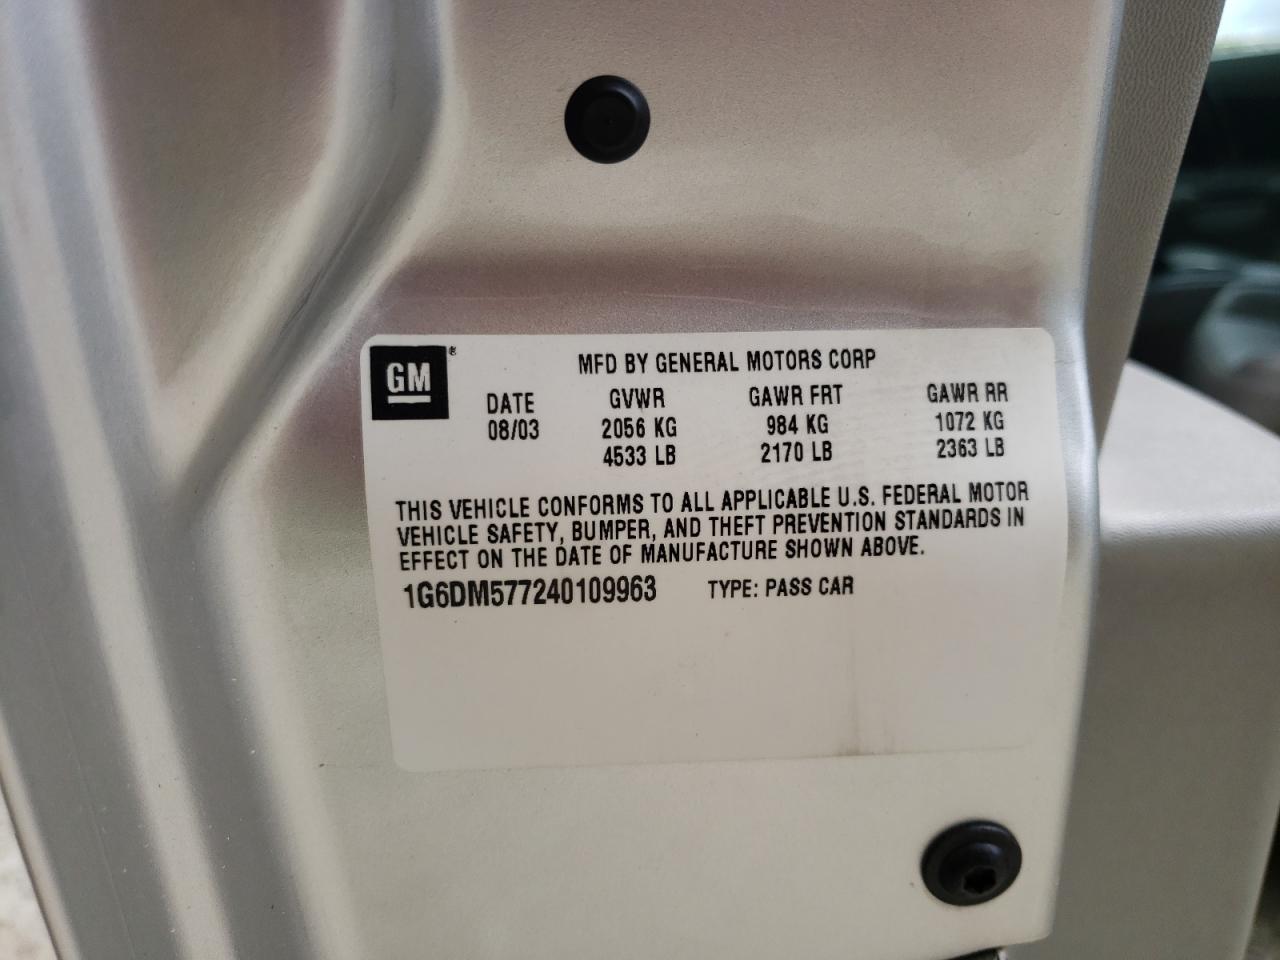 GM®
MFD BY GENERAL MOTORS CORP
DATE GVWR GAWR FRT GAWR RR
08/03 2056 KG 984 KG 1072 KG
4533 LB 2170 LB 2363 LB
THIS VEHICLE CONFORMS TO ALL APPLICABLE U.S. FEDERAL MOTOR
VEHICLE SAFETY, BUMPER, AND THEFT PREVENTION STANDARDS IN
EFFECT ON THE DATE OF MANUFACTURE SHOWN ABOVE.
1G6DM577240109963 TYPE: PASS CAR